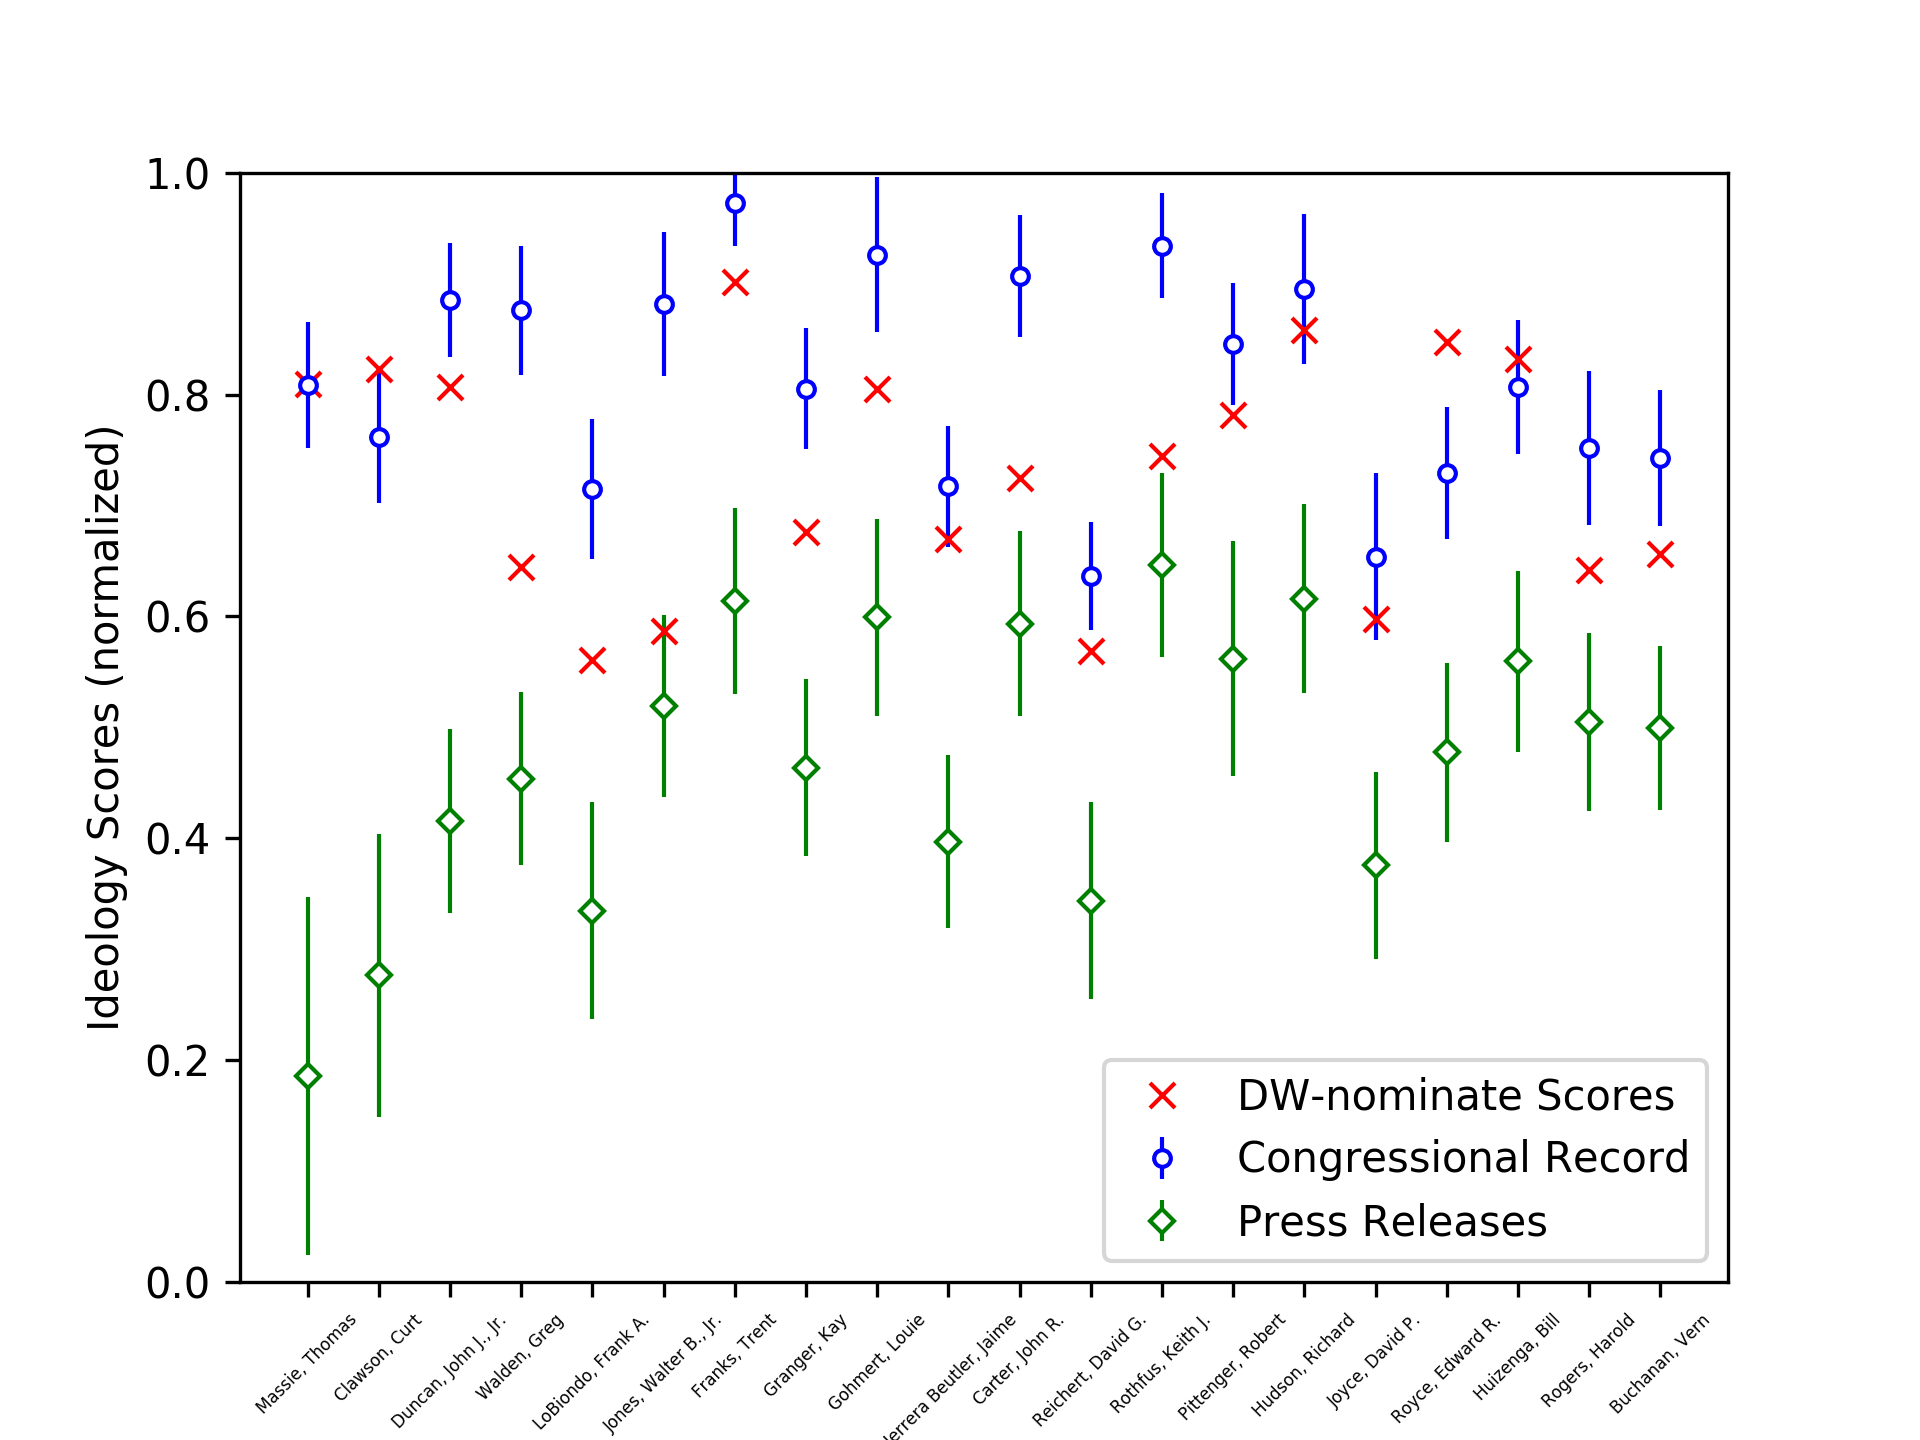 1.0
0.8
0.6
0.4
0.2
0.0
Ideology Scores (normalized)
DW-nominate Scores
Congressional Record
Press Releases
Massie, Thomas
Clawson, Curt
Duncan, John J., Jr.
Walden, Greg
LoBiondo, Frank A.
Jones, Walter B., Jr.
Franks, Trent
Granger, Kay
Gohmert, Louie
Beutler, Jaime
Carter, John R.
Reichert, David G.
Rothfus, Keith J.
Pittenger, Robert
Hudson, Richard
Joyce, David P.
Royce, Edward R.
Huizenga, Bill
Rogers, Harold
Buchanan, Vern